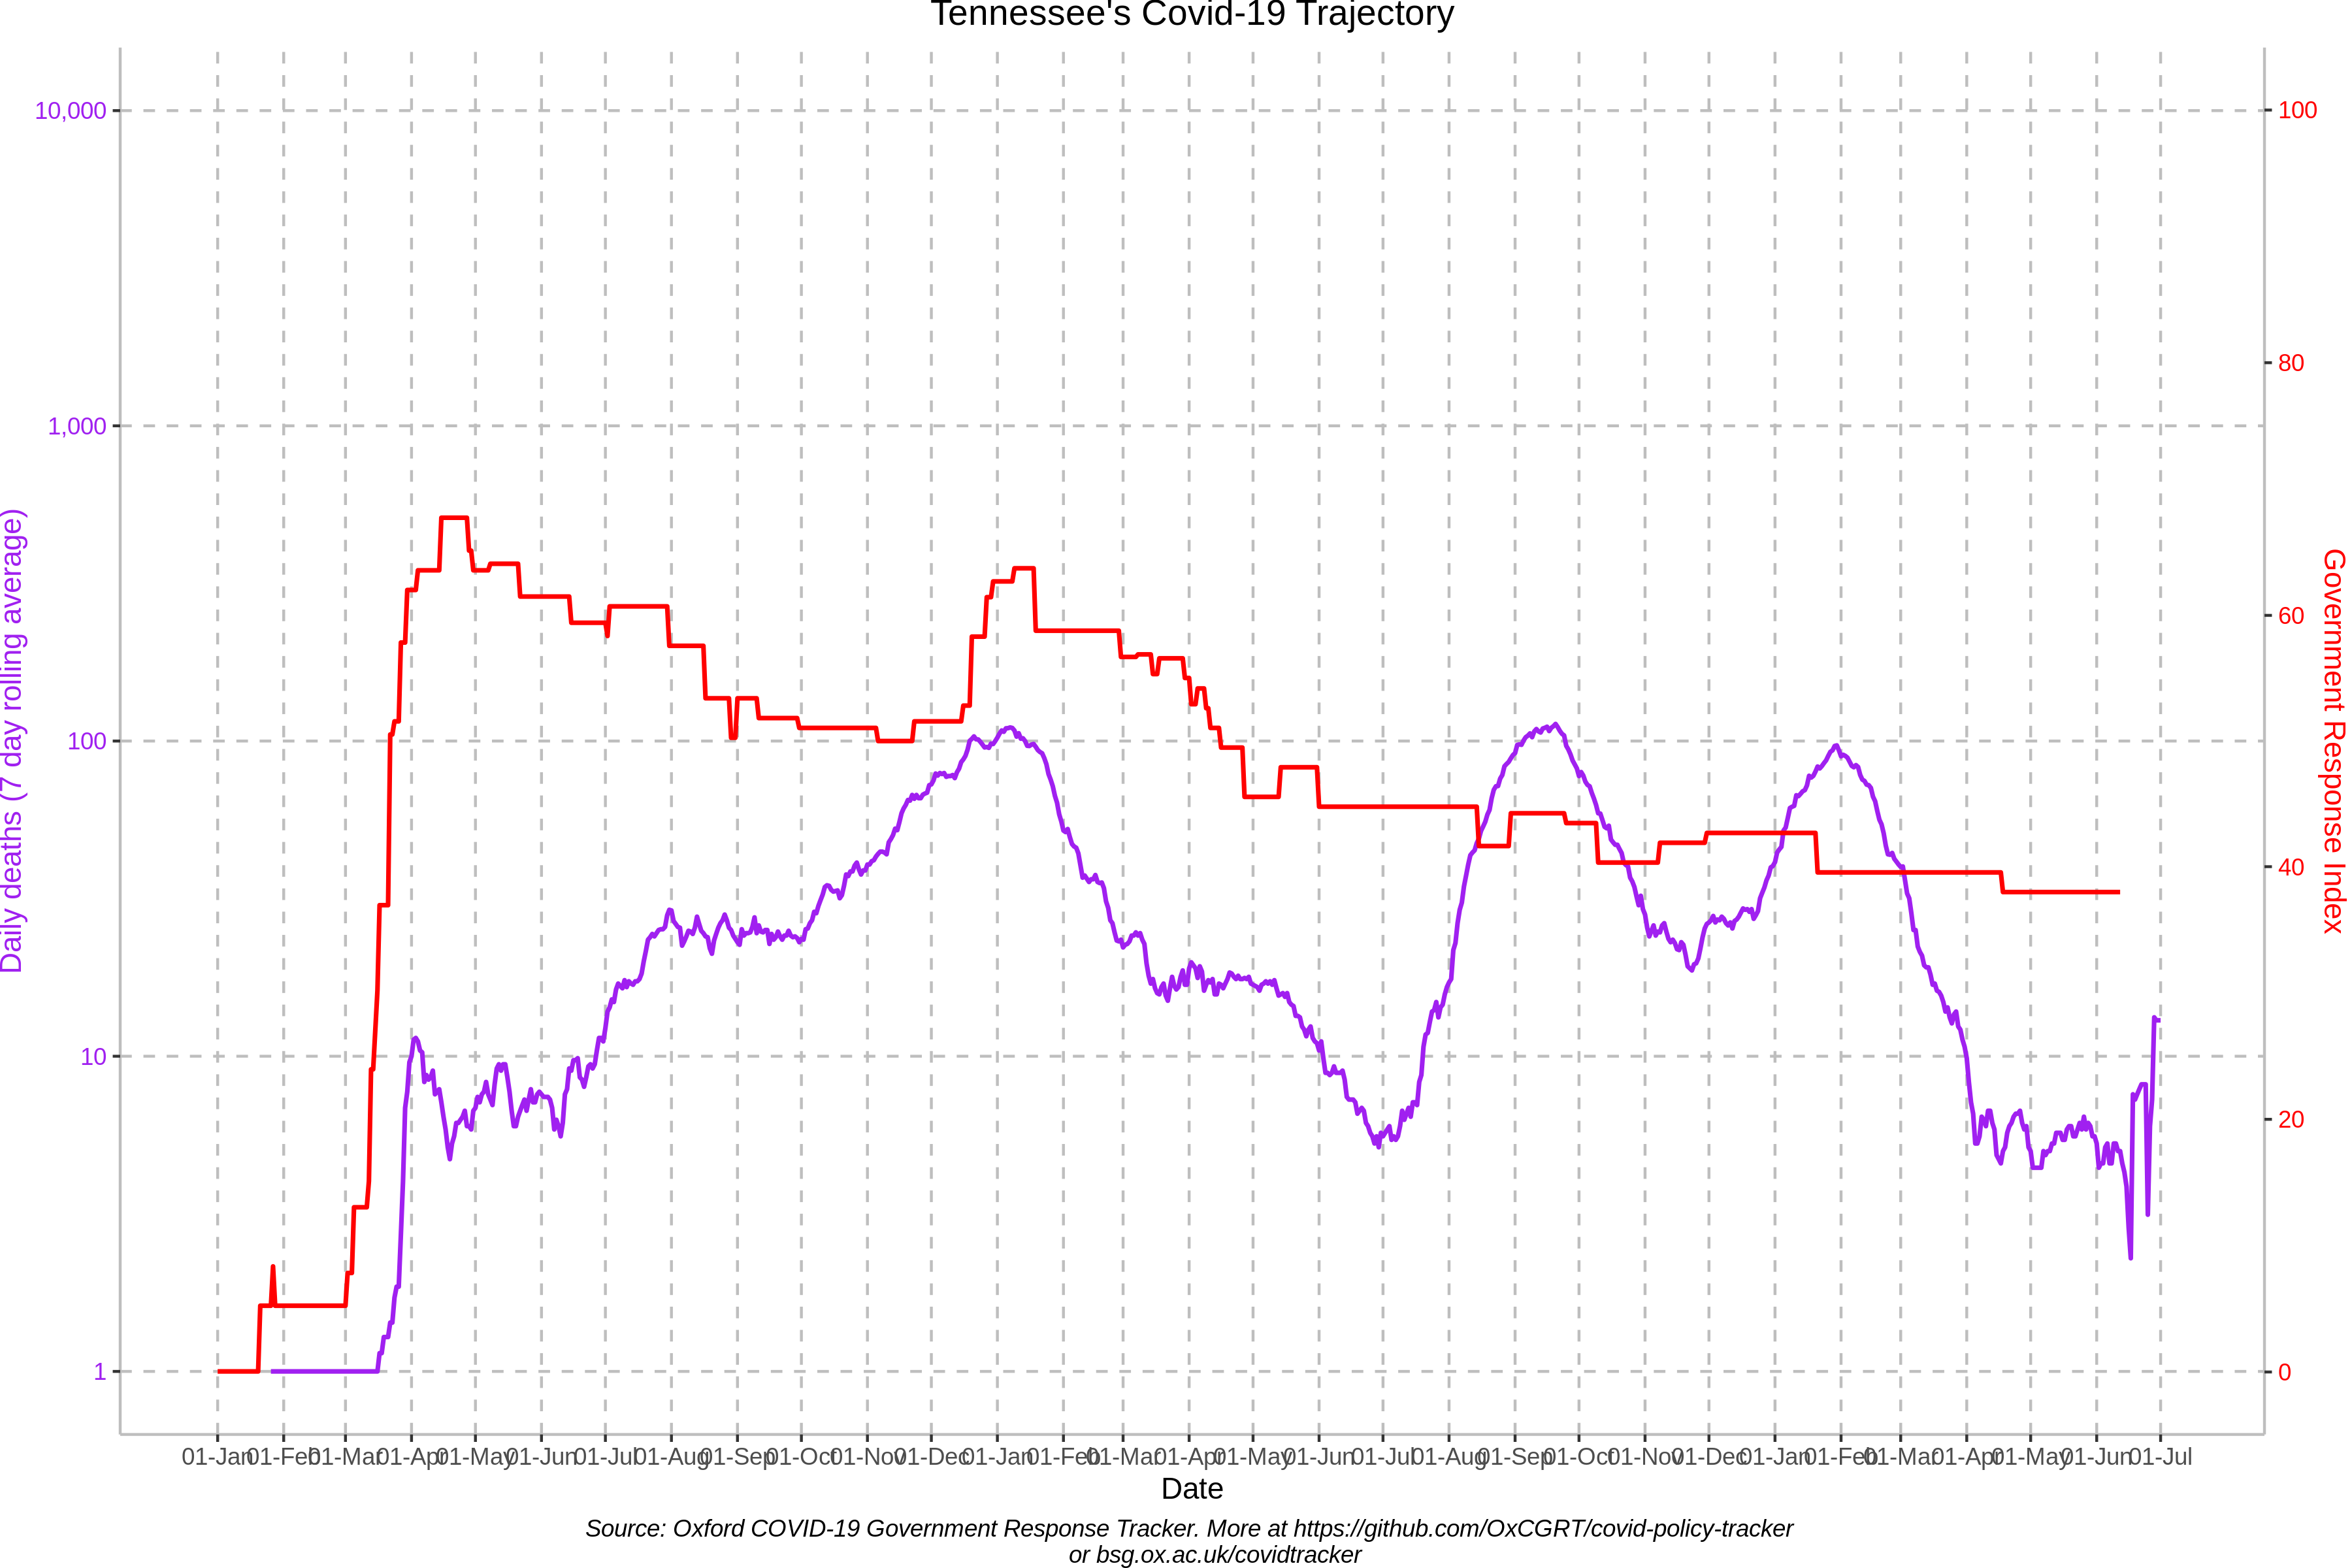 Tennessee's Covid-19 Trajectory
10,000
1,000
100
10
1
Daily deaths (7 day rolling average)
100
80
60
40
20
0
Government Response Index
01-Jan 01-Feb 01-Mar 01-Apr 01-May 01-Jun 01-Jul 01-Aug 01-Sep 01-Oct 01-Nov 01-Dec 01-Jan 01-Feb 01-Mar 01-Apr 01-May 01-Jun 01-Jul 01-Aug 01-Sep 01-Oct 01-Nov 01-Dec 01-Jan 01-Feb 01-Mar 01-Apr 01-May 01-Jun 01-Jul
Date
Source: Oxford COVID-19 Government Response Tracker. More at https://github.com/OxCGRT/covid-policy-tracker
or bsg.ox.ac.uk/covidtracker